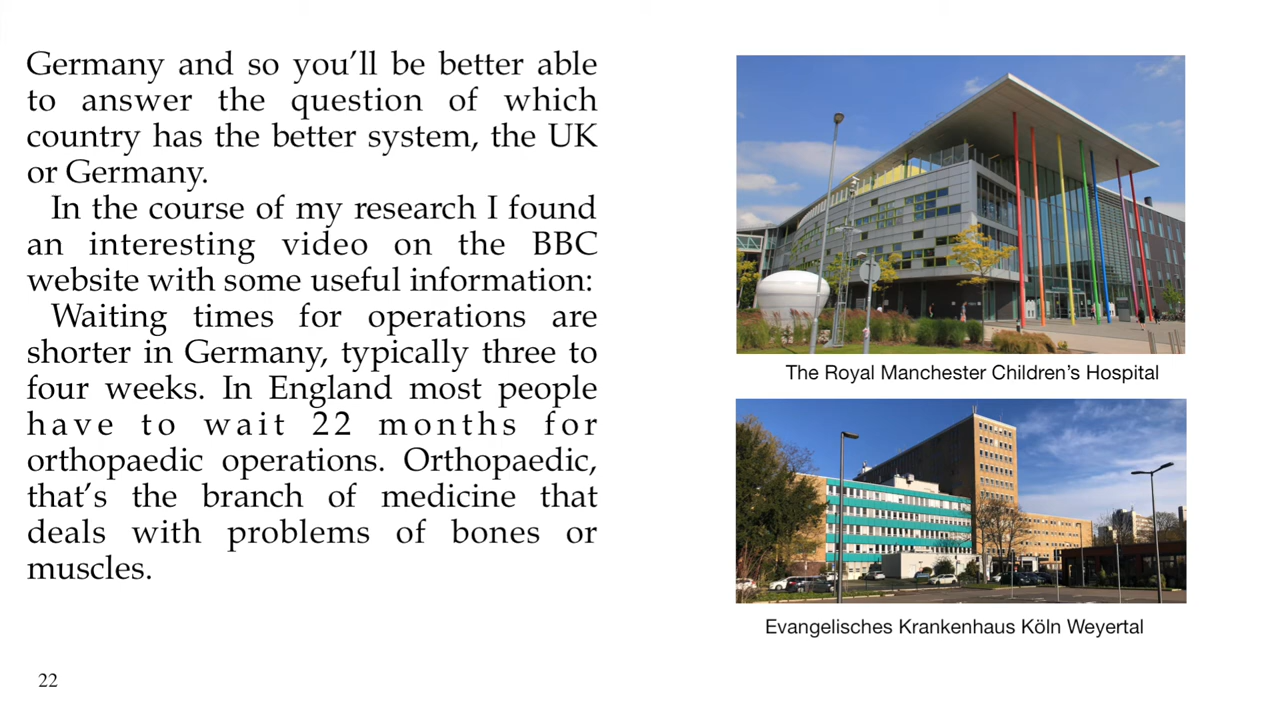 Germany and so you’ll be better able
to answer the question of which
country has the better system, the UK
or Germany.
In the course of my research I found
an interesting video on the BBC
website with some useful information:
Waiting times for operations are
shorter in Germany, typically three to
four weeks. In England most people
have to wait 22 months for
orthopaedic operations. Orthopaedic,
that’s the branch of medicine that
deals with problems of bones or
muscles.
22
The Royal Manchester Children’s Hospital
Evangelisches Krankenhaus Köln Weyertal